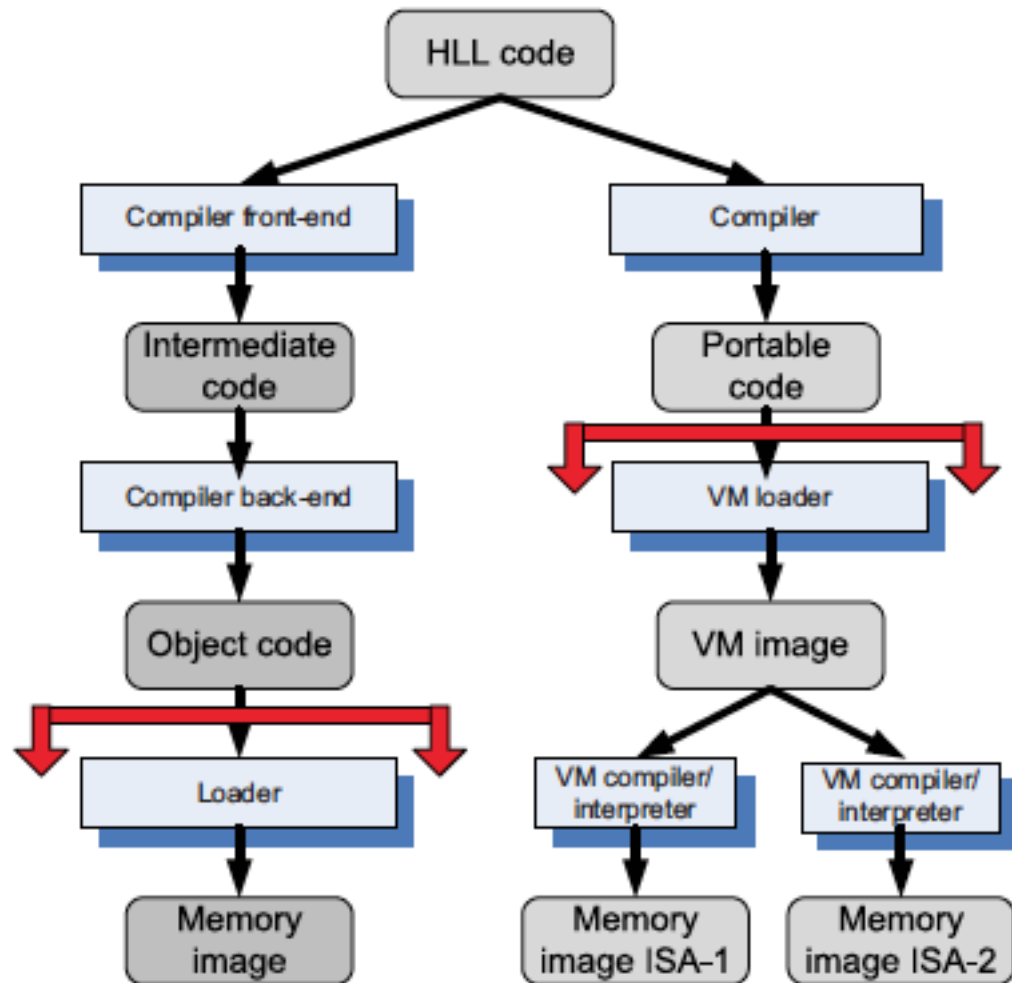 HLL code
Compiler front-end
Compiler
Intermediate
code
Portable
code
Compiler back-end
VM loader
Object code
VM image
Loader
VM compiler/
interpreter
VM compiler/
interpreter
Memory
image
Memory
image ISA-1
Memory
image ISA-2